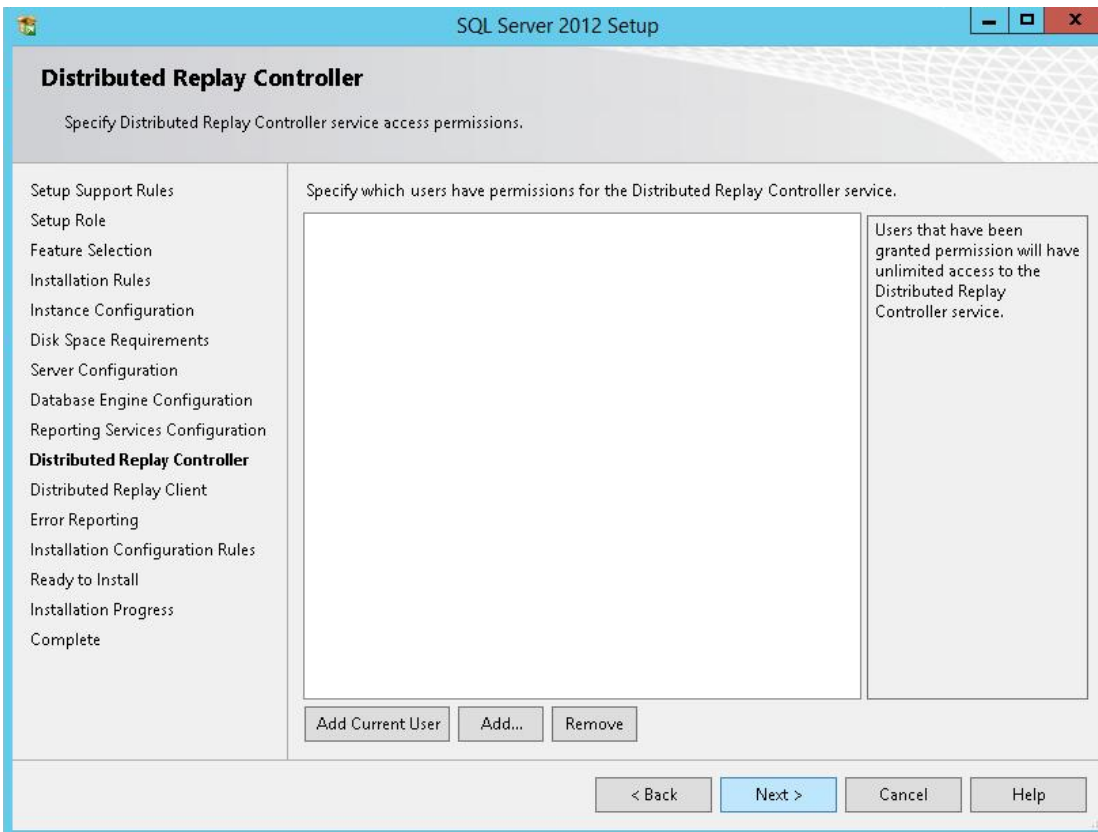 SQL Server 2012 Setup
Distributed Replay Controller
Specify Distributed Replay Controller service access permissions.
Setup Support Rules
Setup Role
Feature Selection
Installation Rules
Instance Configuration
Disk Space Requirements
Server Configuration
Database Engine Configuration
Reporting Services Configuration
Distributed Replay Controller
Distributed Replay Client
Error Reporting
Installation Configuration Rules
Ready to Install
Installation Progress
Complete
Specify which users have permissions for the Distributed Replay Controller service.
Users that have been
granted permission will have
unlimited access to the
Distributed Replay
Controller service.
Add Current User
Add...
Remove
< Back
Next >
Cancel
Help